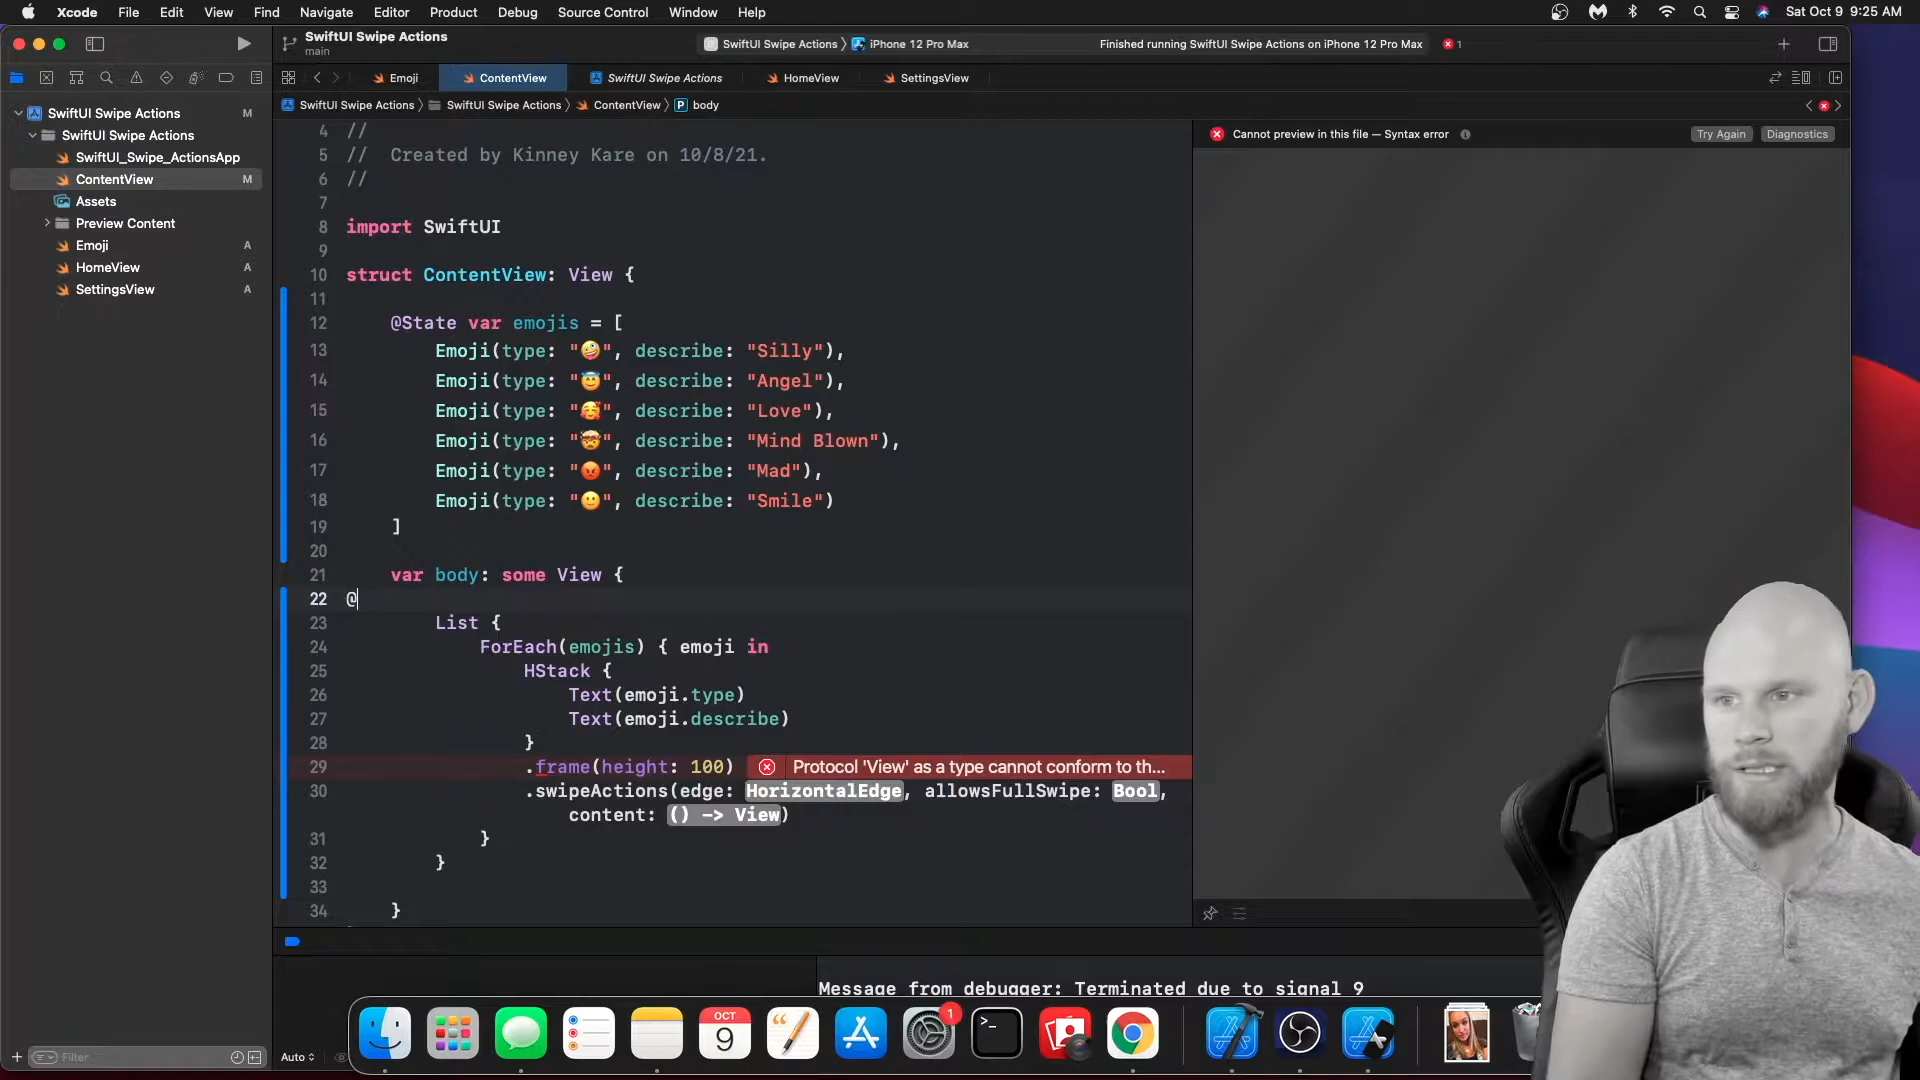 Xcode File Edit View Find Navigate Editor Product Debug Source Control Window Help
Sat Oct 9 9:25 AM
SwiftUI Swipe Actions
main
SwiftUI Swipe Actions 〉 iPhone 12 Pro Max
Finished running SwiftUI Swipe Actions on iPhone 12 Pro Max
1
Emoji
ContentView
SwiftUI Swipe Actions
HomeView
SettingsView
SwiftUI Swipe Actions 〉 SwiftUI Swipe Actions 〉 ContentView 〉 P body
SwiftUI Swipe Actions M
SwiftUI Swipe Actions
SwiftUI_Swipe_ActionsApp
ContentView M
Assets
Preview Content
Emoji A
HomeView A
SettingsView A
Filter
4 //
5 //  Created by Kinney Kare on 10/8/21.
6 //
7
8 import SwiftUI
9
10 struct ContentView: View {
11
12     @State var emojis = [
13         Emoji(type: "🤪", describe: "Silly"),
14         Emoji(type: "😇", describe: "Angel"),
15         Emoji(type: "🥰", describe: "Love"),
16         Emoji(type: "🤯", describe: "Mind Blown"),
17         Emoji(type: "😡", describe: "Mad"),
18         Emoji(type: "🙂", describe: "Smile")
19     ]
20
21     var body: some View {
22 @
23         List {
24             ForEach(emojis) { emoji in
25                 HStack {
26                     Text(emoji.type)
27                     Text(emoji.describe)
28                 }
29                 .frame(height: 100) Protocol 'View' as a type cannot conform to th...
30                 .swipeActions(edge: HorizontalEdge, allowsFullSwipe: Bool,
content: () -> View)
31             }
32         }
33
34     }
Cannot preview in this file — Syntax error
Try Again
Diagnostics
Auto
Message from debugger: Terminated due to signal 9
OCT
9
1
>_